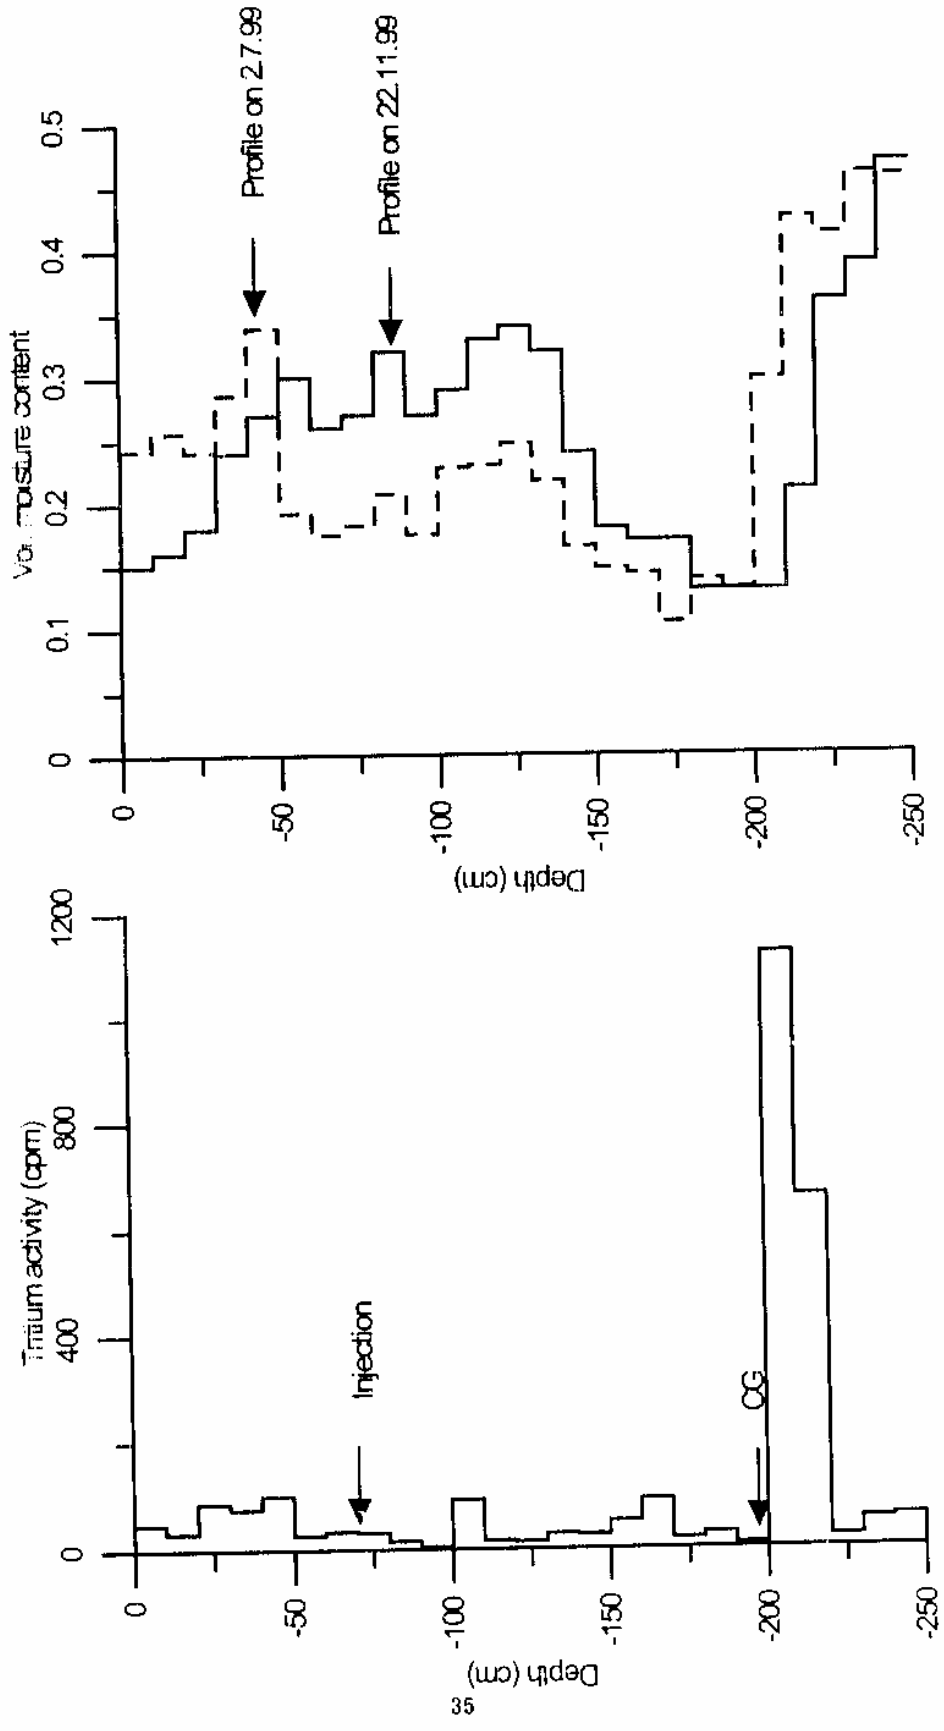 Tritium activity (cpm)
0
400
800
1200
0
-50
-100
-150
-200
-250
Depth (cm)
Injection
CG
Vol. moisture content
0
0.1
0.2
0.3
0.4
0.5
0
-50
-100
-150
-200
-250
Depth (cm)
Profile on 2.7.99
Profile on 22.11.99
35